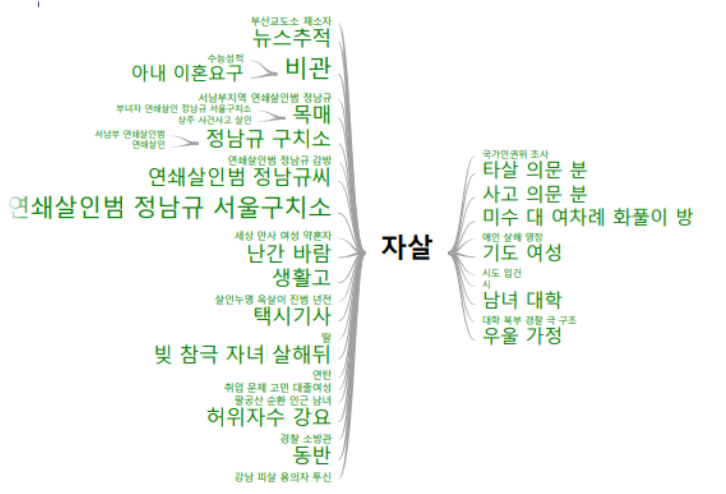 부산교도소 재소자
뉴스추적
수능성적
아내 이혼요구
비관
서남부지역 연쇄살인범 정남규
부녀자 연쇄살인 정남규 서울구치소
상주 사건사고 살인
목매
서남부 연쇄살인범
연쇄살인
정남규 구치소
연쇄살인범 정남규 감방
연쇄살인범 정남규씨
연쇄살인범 정남규 서울구치소
세상 만사 여성 약혼자
난간 바람
생활고
살인누명 옥살이 진범 년전
택시기사
딸
빚 참극 자녀 살해뒤
연탄
취업 문제 고민 대졸여성
팔공산 순환 인근 남녀
허위자수 강요
경찰 소방관
동반
강남 피살 용의자 투신
자살
국가인권위 조사
타살 의문 분
사고 의문 분
미수 대 여차례 화풀이 방
애인 살해 영장
기도 여성
시도 입건
시
남녀 대학
대학 북부 경찰 극 구조
우울 가정